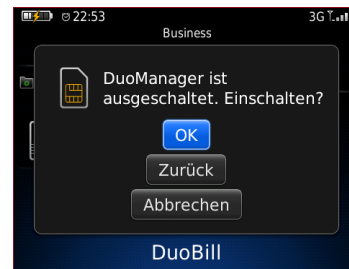 22:53
3G
Business
DuoManager ist
ausgeschaltet. Einschalten?
OK
Zurück
Abbrechen
DuoBill